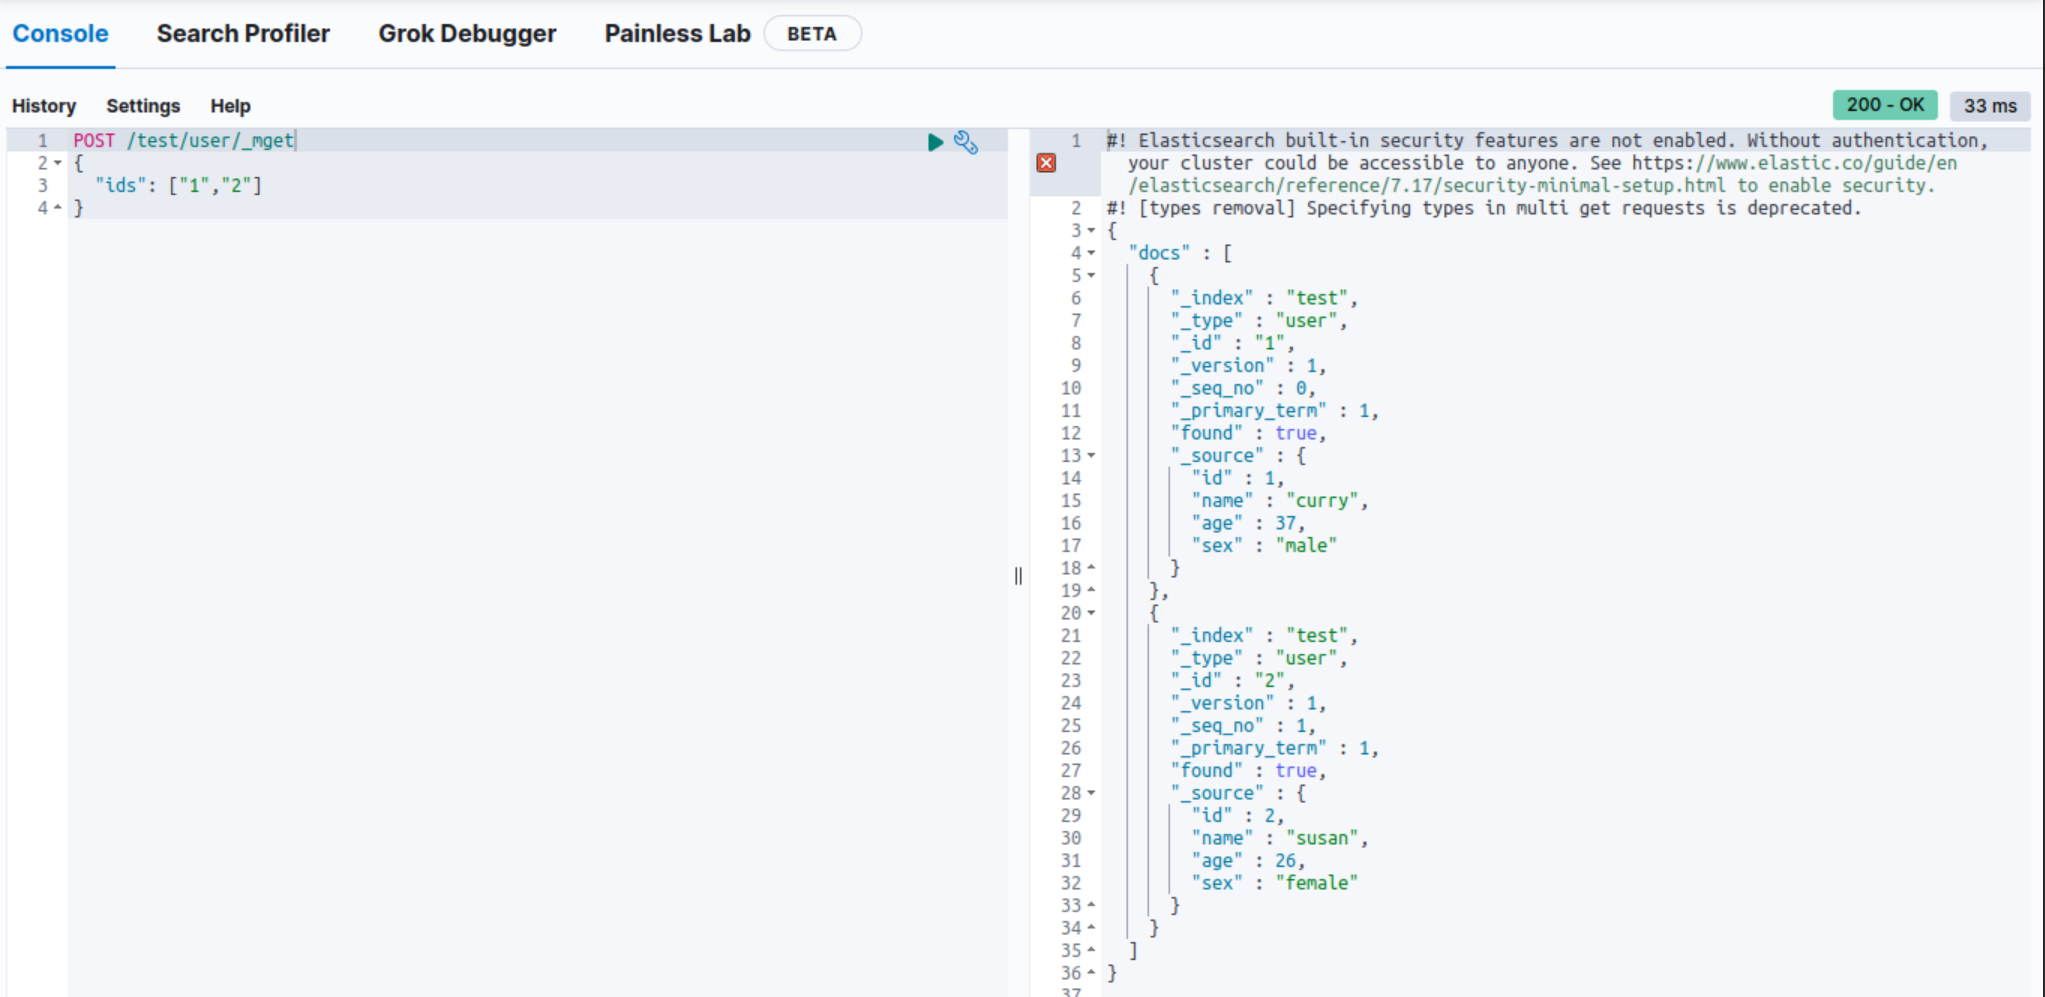 Console Search Profiler Grok Debugger Painless Lab BETA
History Settings Help 200 - OK 33 ms
1 POST /test/user/_mget
2 {
3 "ids": ["1","2"]
4 }
1 #! Elasticsearch built-in security features are not enabled. Without authentication,
your cluster could be accessible to anyone. See https://www.elastic.co/guide/en
/elasticsearch/reference/7.17/security-minimal-setup.html to enable security.
2 #! [types removal] Specifying types in multi get requests is deprecated.
3 {
4 "docs" : [
5 {
6 "_index" : "test",
7 "_type" : "user",
8 "_id" : "1",
9 "_version" : 1,
10 "_seq_no" : 0,
11 "_primary_term" : 1,
12 "found" : true,
13 "_source" : {
14 "id" : 1,
15 "name" : "curry",
16 "age" : 37,
17 "sex" : "male"
18 }
19 },
20 {
21 "_index" : "test",
22 "_type" : "user",
23 "_id" : "2",
24 "_version" : 1,
25 "_seq_no" : 1,
26 "_primary_term" : 1,
27 "found" : true,
28 "_source" : {
29 "id" : 2,
30 "name" : "susan",
31 "age" : 26,
32 "sex" : "female"
33 }
34 }
35 ]
36 }
37